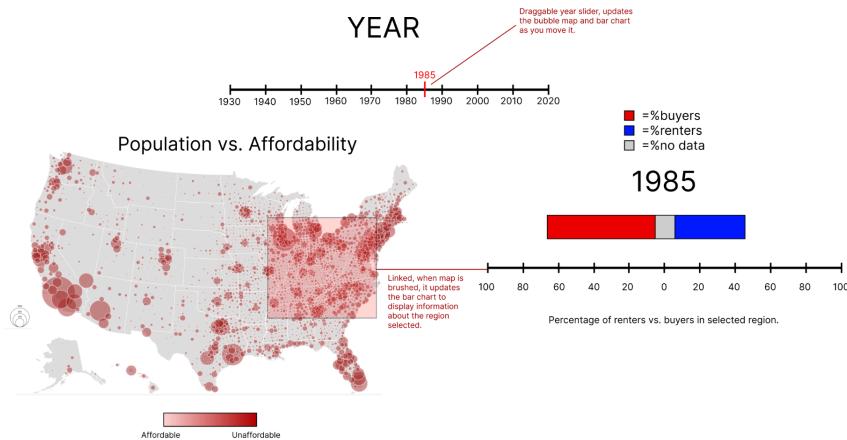 YEAR
Draggable year slider, updates
the bubble map and bar chart
as you move it.
1985
1930 1940 1950 1960 1970 1980 1990 2000 2010 2020
=%buyers
=%renters
=%no data
Population vs. Affordability
1985
Linked, when map is
brushed, it updates
the bar chart to
display information
about the region
selected.
100 80 60 40 20 0 20 40 60 80 100
Percentage of renters vs. buyers in selected region.
Affordable Unaffordable